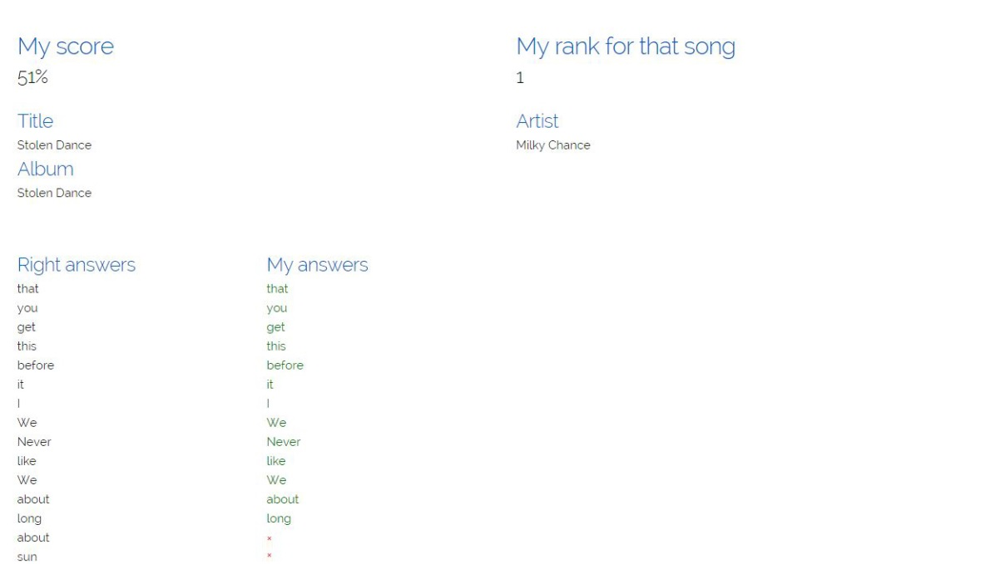 My score
51%
My rank for that song
1
Title
Stolen Dance
Artist
Milky Chance
Album
Stolen Dance
Right answers
that
you
get
this
before
it
I
We
Never
like
We
about
long
about
sun
My answers
that
you
get
this
before
it
I
We
Never
like
We
about
long
×
×